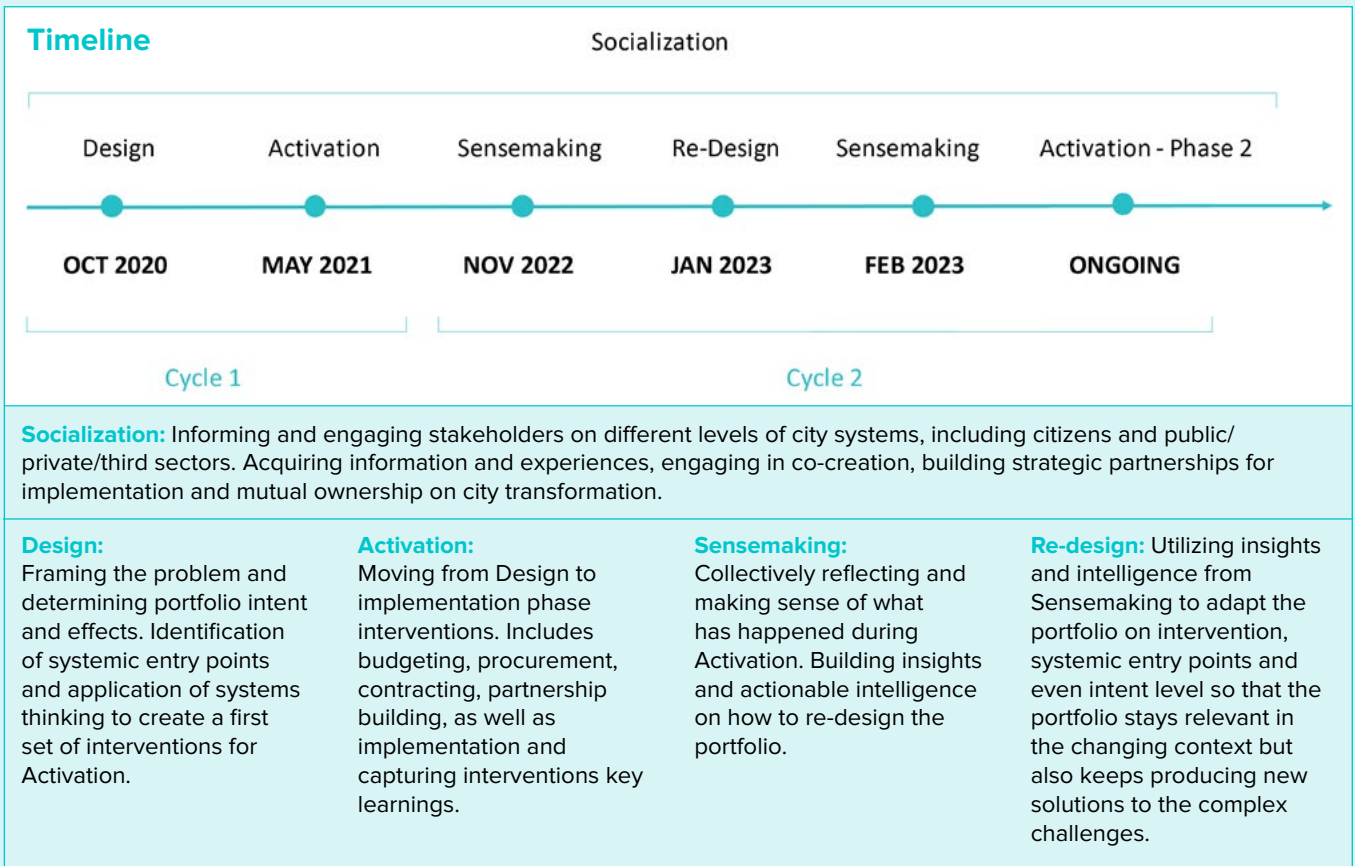 Timeline
Socialization
Design
Activation
Sensemaking
Re-Design
Sensemaking
Activation - Phase 2
OCT 2020
MAY 2021
NOV 2022
JAN 2023
FEB 2023
ONGOING
Cycle 1
Cycle 2
Socialization: Informing and engaging stakeholders on different levels of city systems, including citizens and public/
private/third sectors. Acquiring information and experiences, engaging in co-creation, building strategic partnerships for
implementation and mutual ownership on city transformation.
Design:
Framing the problem and
determining portfolio intent
and effects. Identification
of systemic entry points
and application of systems
thinking to create a first
set of interventions for
Activation.
Activation:
Moving from Design to
implementation phase
interventions. Includes
budgeting, procurement,
contracting, partnership
building, as well as
implementation and
capturing interventions key
learnings.
Sensemaking:
Collectively reflecting and
making sense of what
has happened during
Activation. Building insights
and actionable intelligence
on how to re-design the
portfolio.
Re-design: Utilizing insights
and intelligence from
Sensemaking to adapt the
portfolio on intervention,
systemic entry points and
even intent level so that the
portfolio stays relevant in
the changing context but
also keeps producing new
solutions to the complex
challenges.